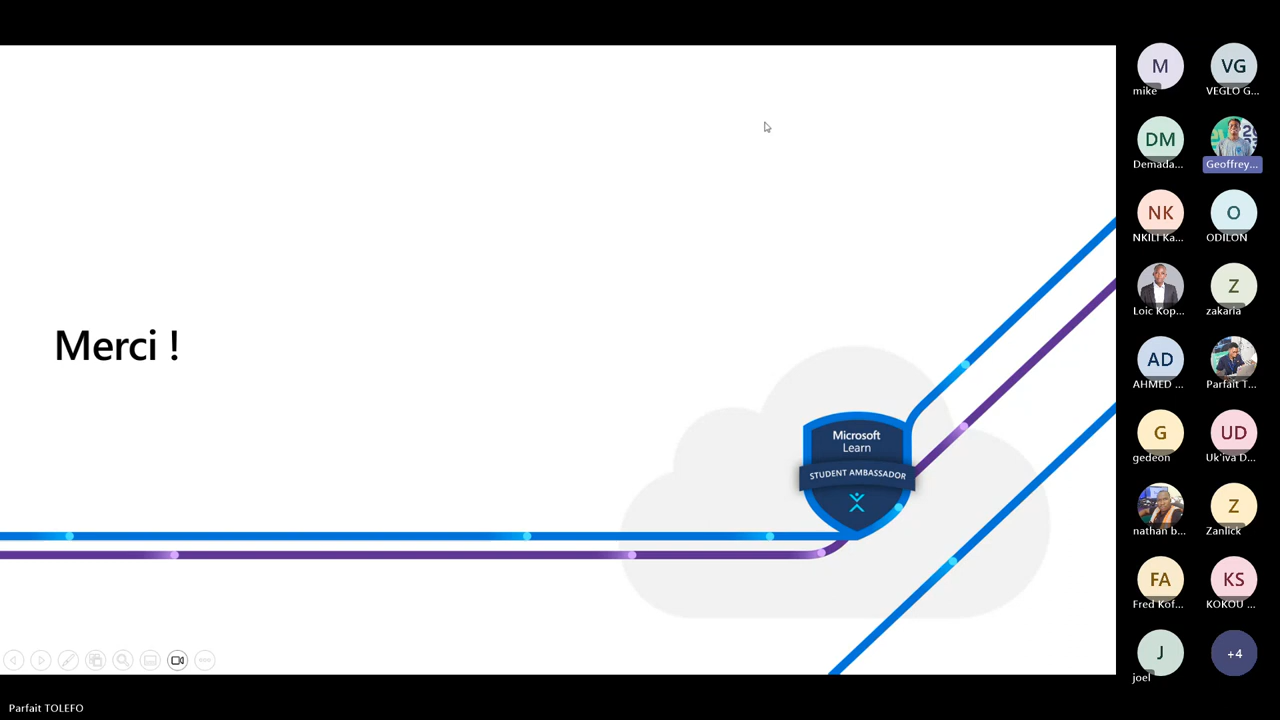 Merci !
Microsoft
Learn
STUDENT AMBASSADOR
M
mike
VG
VEGLO G...
DM
Demada...
Geoffrey...
NK
NKILI Ka...
O
ODILON
Loic Kop...
Z
zakaria
AD
AHMED ...
Parfait T...
G
gedeon
UD
Uk'iva D...
nathan b...
Z
Zanlick
FA
Fred Kof...
KS
KOKOU ...
J
joel
+4
Parfait TOLEFO